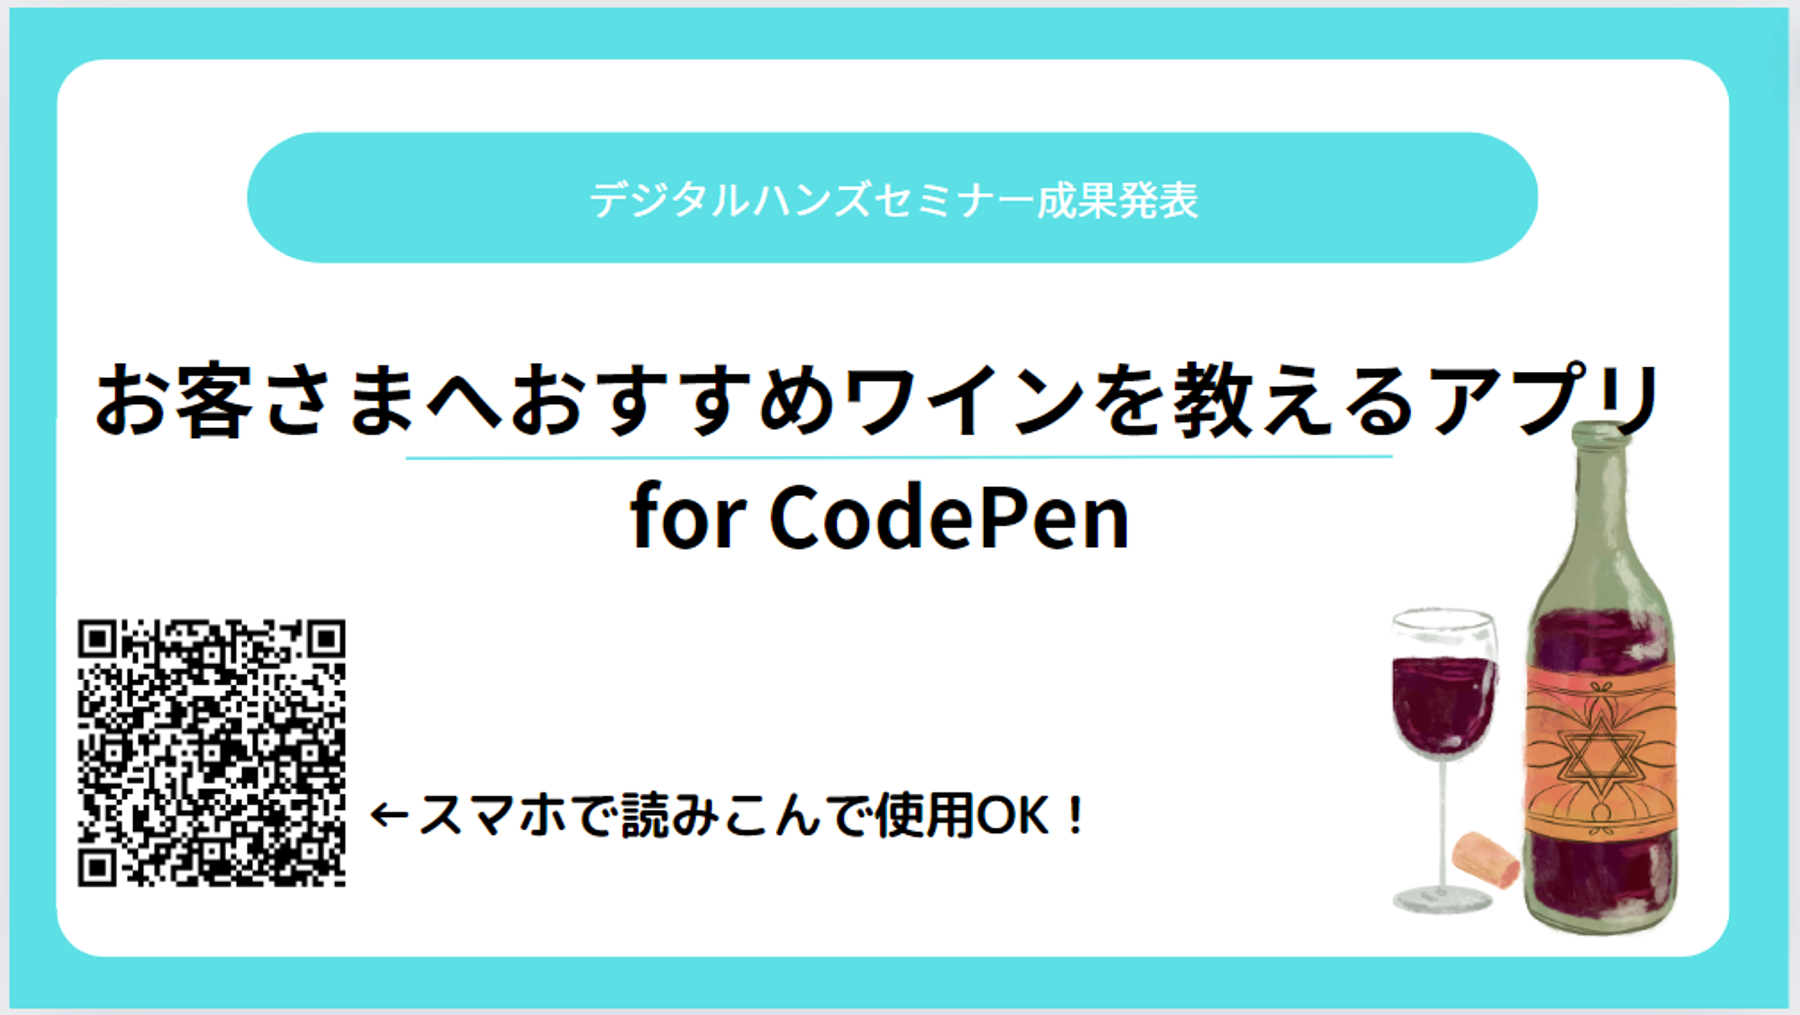 デジタルハンズセミナー成果発表
お客さまへおすすめワインを教えるアプリ
for CodePen
←スマホで読みこんで使用OK！